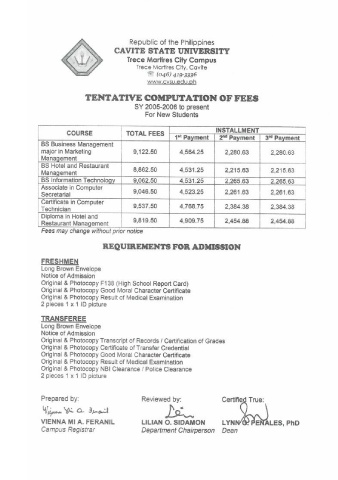 Republic of the Philippines
CAVITE STATE UNIVERSITY
Trece Martires City Campus
Trece Martires City, Cavite
www.cvsu.edu.ph
TENTATIVE COMPUTATION OF FEES
SY 2005-2006 to present
For New Students
COURSE TOTAL FEES INSTALLMENT
1st Payment 2nd Payment 3rd Payment
BS Business Management
major in Marketing
Management 9,122.50 4,564.25 2,280.63 2,280.63
BS Hotel and Restaurant
Management 8,862.50 4,531.25 2,215.63 2,215.63
BS Information Technology 9,062.50 4,531.25 2,265.63 2,265.63
Associate in Computer
Secretarial 9,046.50 4,523.25 2,261.63 2,261.63
Certificate in Computer
Technician 9,537.50 4,768.75 2,384.38 2,384.38
Diploma in Hotel and
Restaurant Management 9,819.50 4,909.75 2,454.88 2,454.88
Fees may change without prior notice
REQUIREMENTS FOR ADMISSION
FRESHMEN
Long Brown Envelope
Notice of Admission
Original & Photocopy F138 (High School Report Card)
Original & Photocopy Good Moral Character Certificate
Original & Photocopy Result of Medical Examination
2 pieces 1 x 1 ID picture
TRANSFEREE
Long Brown Envelope
Notice of Admission
Original & Photocopy Transcript of Records / Certification of Grades
Original & Photocopy Certificate of Transfer Credential
Original & Photocopy Good Moral Character Certificate
Original & Photocopy Result of Medical Examination
Original & Photocopy NBI Clearance / Police Clearance
2 pieces 1 x 1 ID picture
Prepared by: Reviewed by: Certified True:
VIENNA MI A. FERANIL LILIAN O. SIDAMON LYNN G. PEÑALES, PhD
Campus Registrar Department Chairperson Dean